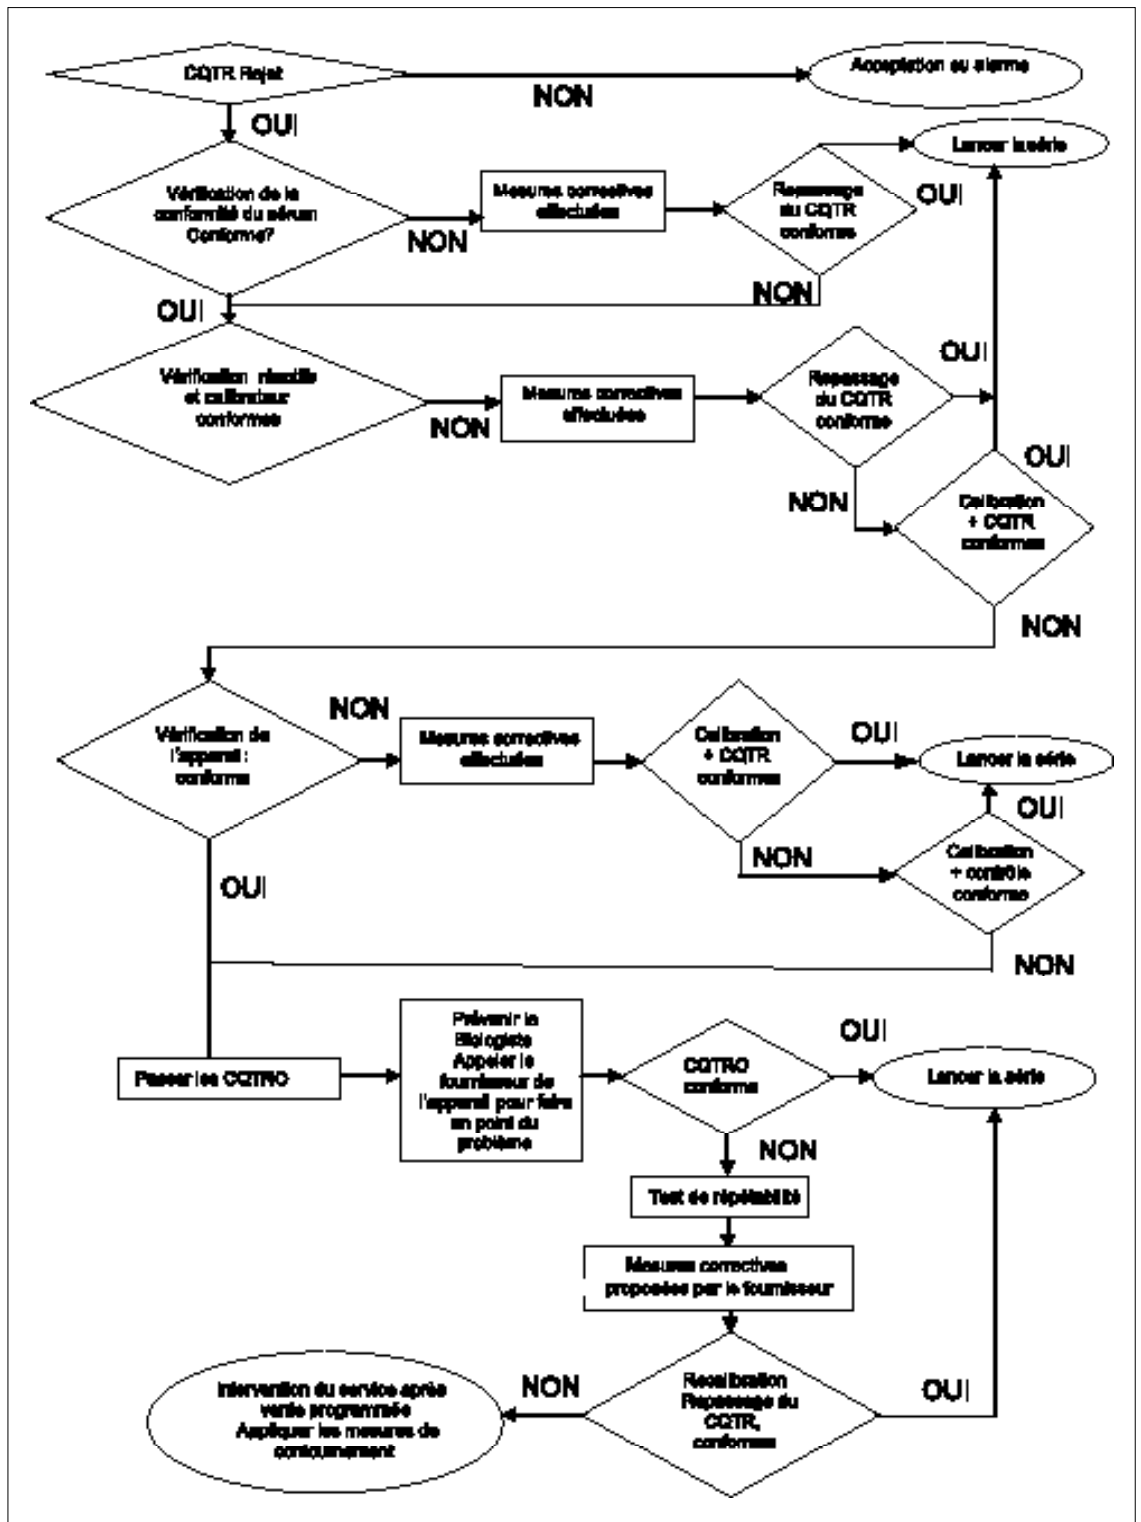 CQTR Rejet
NON
Acceptation ou alarme
OUI
Lancer la série
Vérification de la
conformité du sérum
Conforme?
NON
Mesures correctives
effectuées
Repassage
du CQTR
conforme
OUI
NON
OUI
Vérification réactifs
et calibrateur
conformes
NON
Mesures correctives
effectuées
Repassage
du CQTR
conforme
OUI
NON
OUI
Calibration
+ CQTR
conformes
NON
Vérification de
l'appareil :
conforme
NON
Mesures correctives
effectuées
Calibration
+ CQTR
conformes
OUI
Lancer la série
OUI
NON
Calibration
+ contrôle
conforme
OUI
NON
Passer les CQTRO
Prévenir le
Biologiste
Appeler le
fournisseur de
l'appareil pour faire
un point du
problème
CQTRO
conforme
OUI
Lancer la série
NON
Test de répétabilité
Mesures correctives
proposées par le fournisseur
Recalibration
Repassage du
CQTR,
conformes
NON
OUI
Intervention du service après
vente programmée
Appliquer les mesures de
contournement